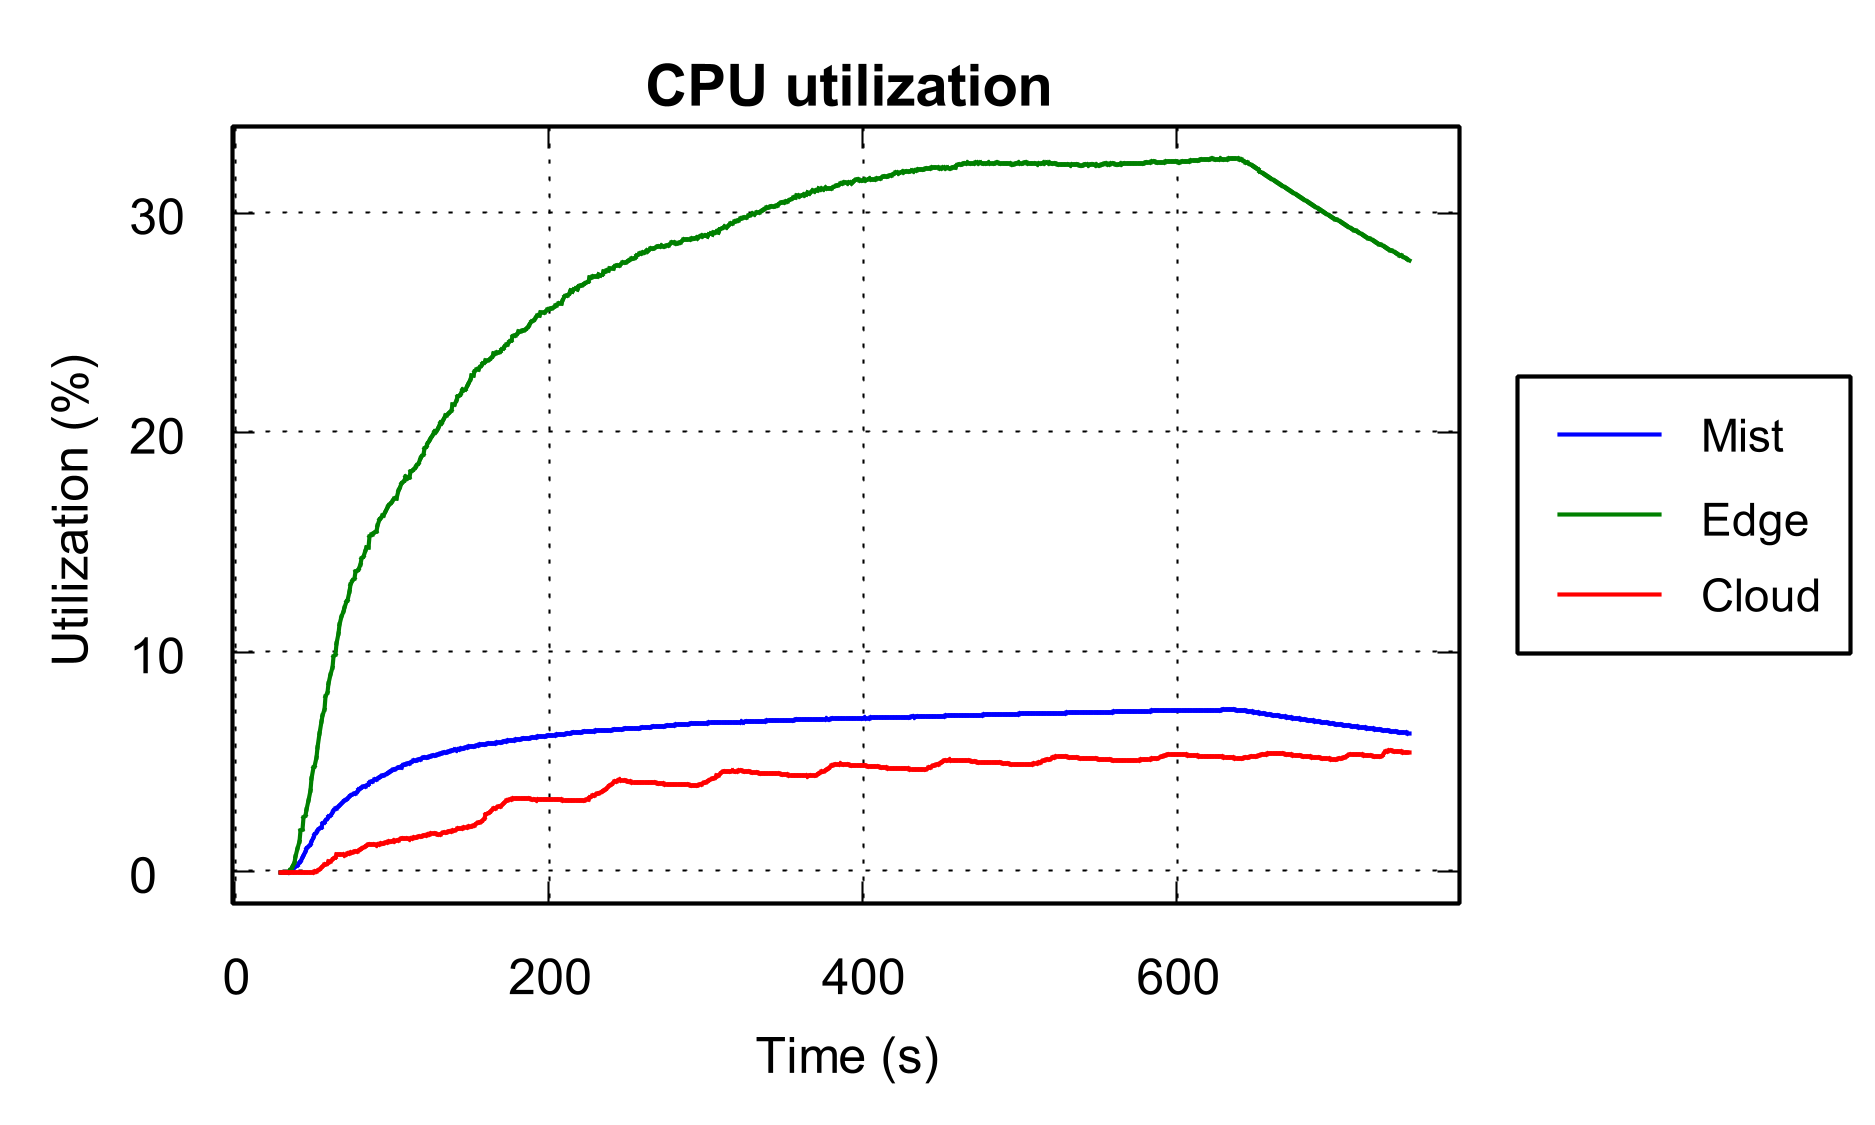 CPU utilization
Utilization (%)
30
20
10
0
0 200 400 600
Time (s)
Mist
Edge
Cloud